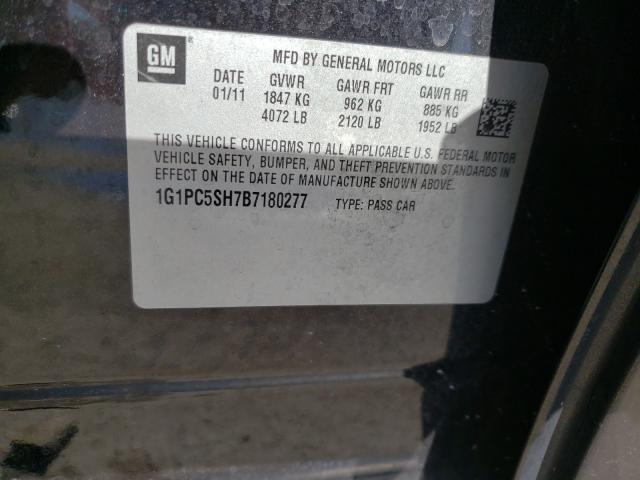 GM
MFD BY GENERAL MOTORS LLC
DATE GVWR GAWR FRT GAWR RR
01/11 1847 KG 962 KG 885 KG
4072 LB 2120 LB 1952 LB
THIS VEHICLE CONFORMS TO ALL APPLICABLE U.S. FEDERAL MOTOR
VEHICLE SAFETY, BUMPER, AND THEFT PREVENTION STANDARDS IN
EFFECT ON THE DATE OF MANUFACTURE SHOWN ABOVE.
1G1PC5SH7B7180277 TYPE: PASS CAR